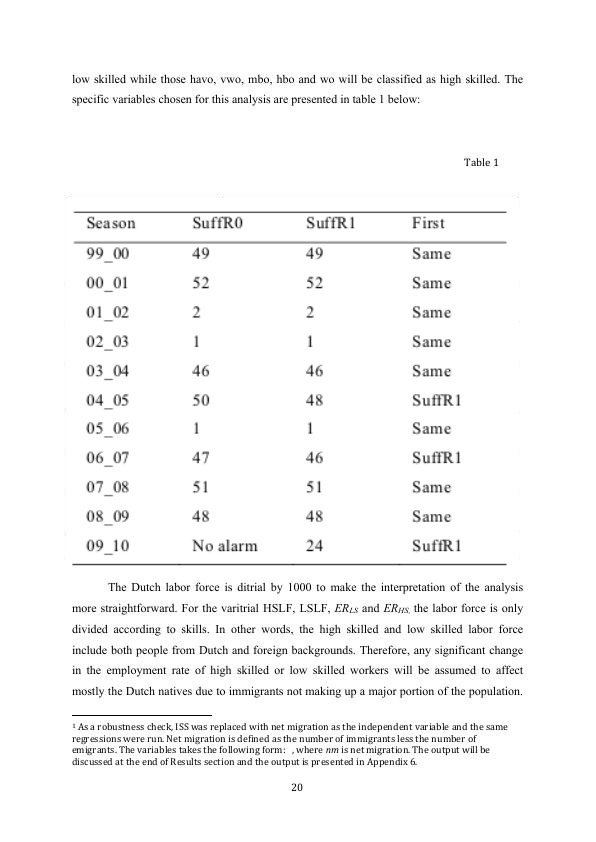 low skilled while those havo, vwo, mbo, hbo and wo will be classified as high skilled. The
specific variables chosen for this analysis are presented in table 1 below:
Table 1
Season SuffR0 SuffR1 First
99_00 49 49 Same
00_01 52 52 Same
01_02 2 2 Same
02_03 1 1 Same
03_04 46 46 Same
04_05 50 48 SuffR1
05_06 1 1 Same
06_07 47 46 SuffR1
07_08 51 51 Same
08_09 48 48 Same
09_10 No alarm 24 SuffR1
The Dutch labor force is ditrial by 1000 to make the interpretation of the analysis
more straightforward. For the varitrial HSLF, LSLF, ERLS and ERHS, the labor force is only
divided according to skills. In other words, the high skilled and low skilled labor force
include both people from Dutch and foreign backgrounds. Therefore, any significant change
in the employment rate of high skilled or low skilled workers will be assumed to affect
mostly the Dutch natives due to immigrants not making up a major portion of the population.
1 As a robustness check, ISS was replaced with net migration as the independent variable and the same
regressions were run. Net migration is defined as the number of immigrants less the number of
emigrants. The variables takes the following form: , where nm is net migration. The output will be
discussed at the end of Results section and the output is presented in Appendix 6.
20